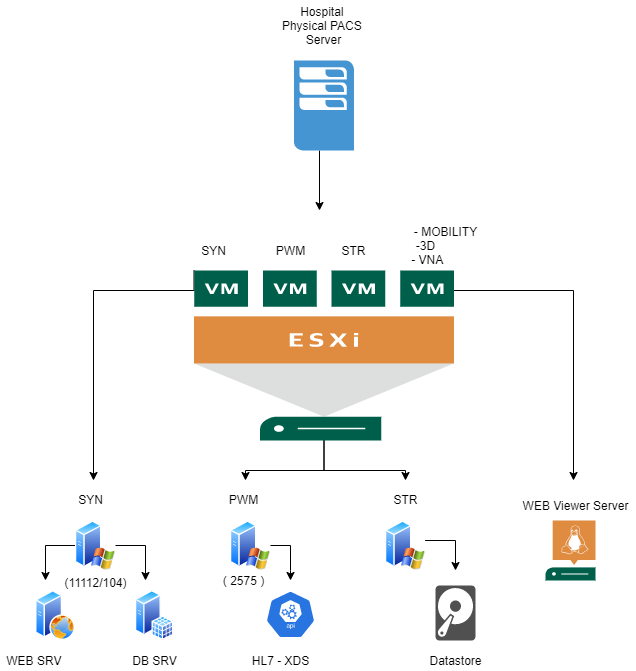 Hospital
Physical PACS
Server
- MOBILITY
-3D
- VNA
SYN
PWM
STR
VM
VM
VM
VM
ESXi
SYN
PWM
STR
WEB Viewer Server
(11112/104)
( 2575 )
api
WEB SRV
DB SRV
HL7 - XDS
Datastore